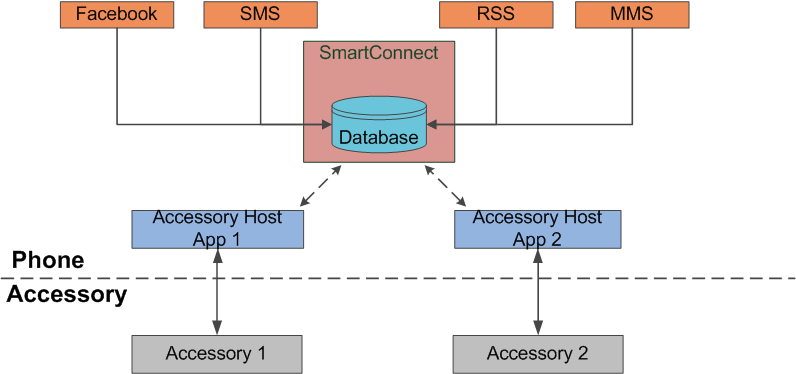 Facebook
SMS
RSS
MMS
SmartConnect
Database
Accessory Host
App 1
Accessory Host
App 2
Phone
Accessory
Accessory 1
Accessory 2